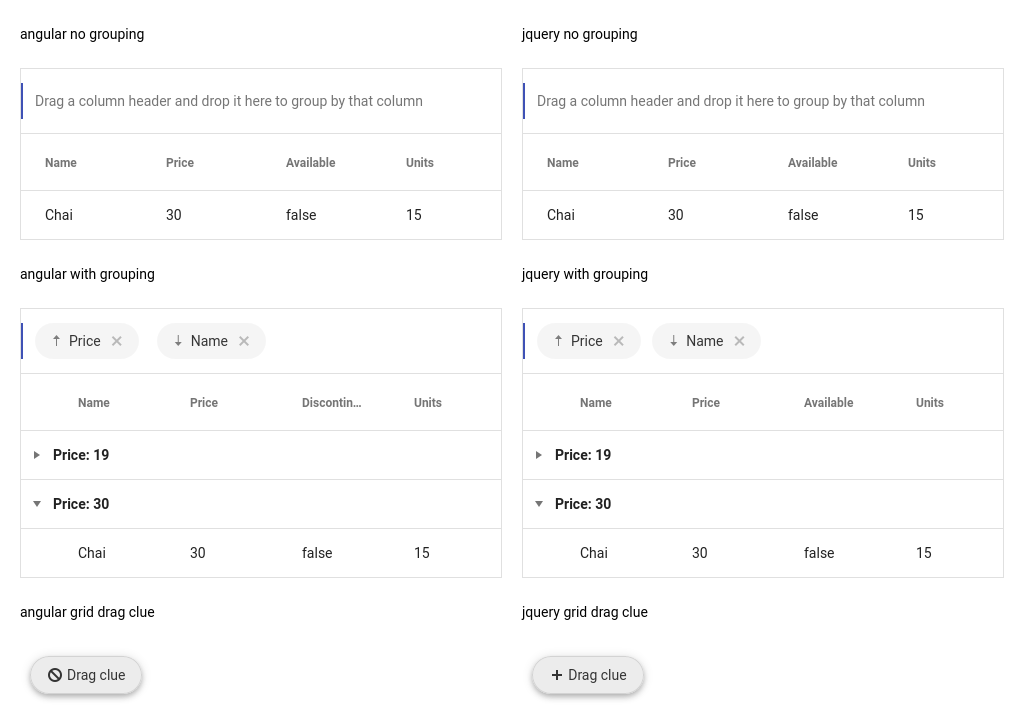 angular no grouping
jquery no grouping
Drag a column header and drop it here to group by that column
Drag a column header and drop it here to group by that column
Name Price Available Units
Name Price Available Units
Chai 30 false 15
Chai 30 false 15
angular with grouping
jquery with grouping
Price Name
Price Name
Name Price Discontin... Units
Name Price Available Units
Price: 19
Price: 19
Price: 30
Price: 30
Chai 30 false 15
Chai 30 false 15
angular grid drag clue
jquery grid drag clue
Drag clue
Drag clue